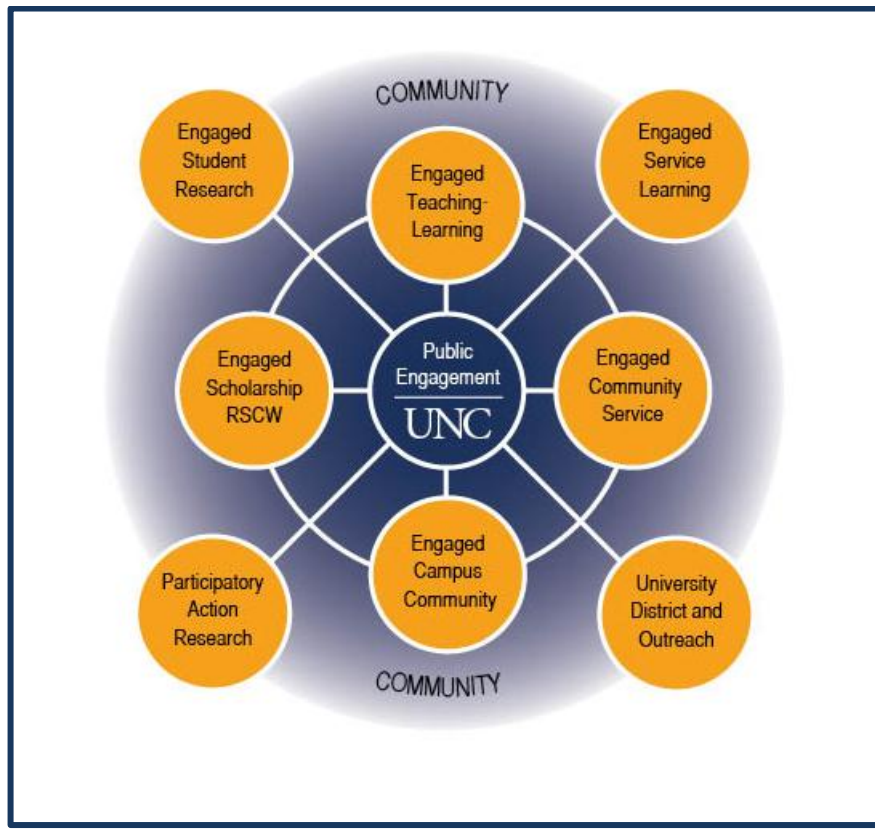 COMMUNITY
Engaged
Student
Research
Engaged
Service
Learning
Engaged
Teaching-
Learning
Engaged
Scholarship
RSCW
Public
Engagement
UNC
Engaged
Community
Service
Engaged
Campus
Community
Participatory
Action
Research
University
District and
Outreach
COMMUNITY